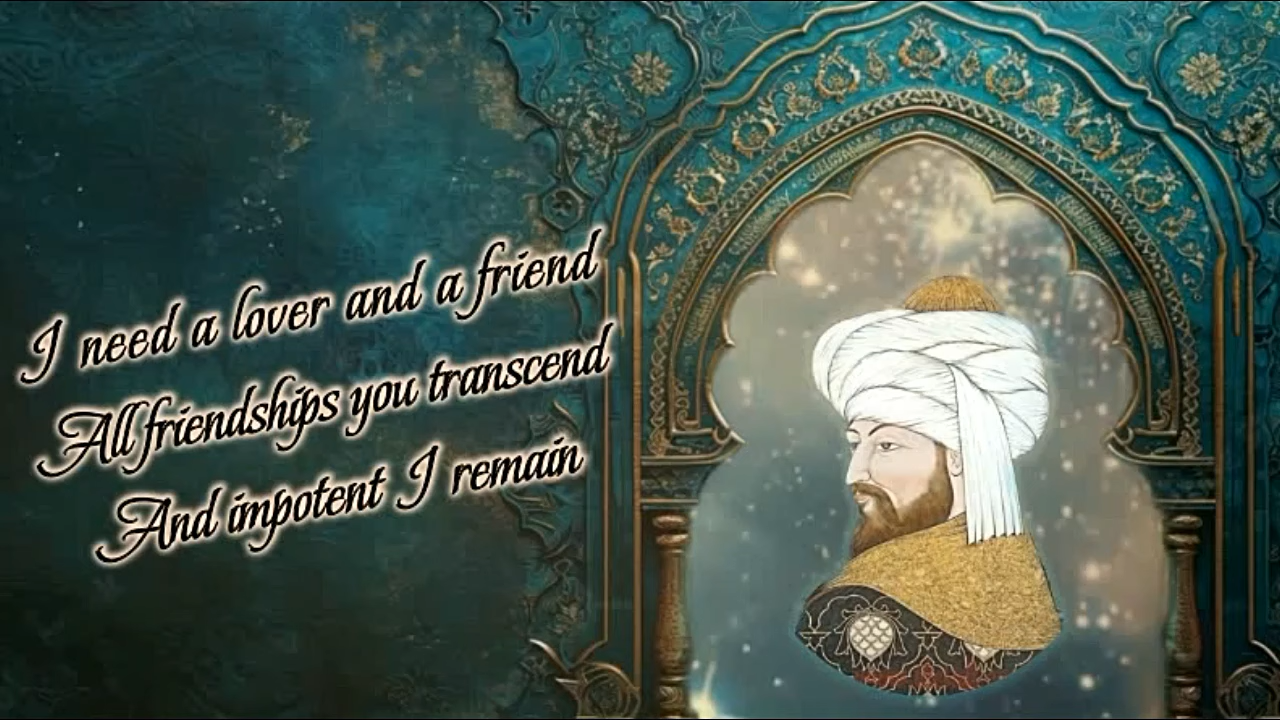 I need a lover and a friend
All friendships you transcend
And impotent I remain